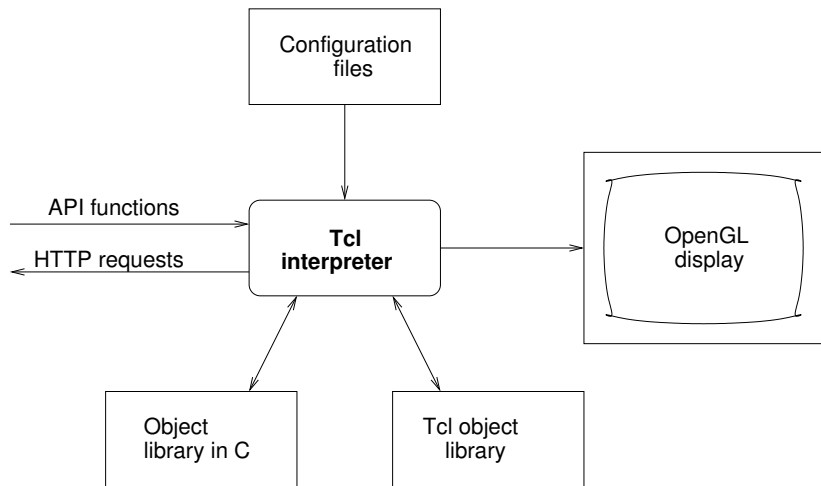 Configuration
files
API functions
HTTP requests
Tcl
interpreter
OpenGL
display
Object
library in C
Tcl object
library